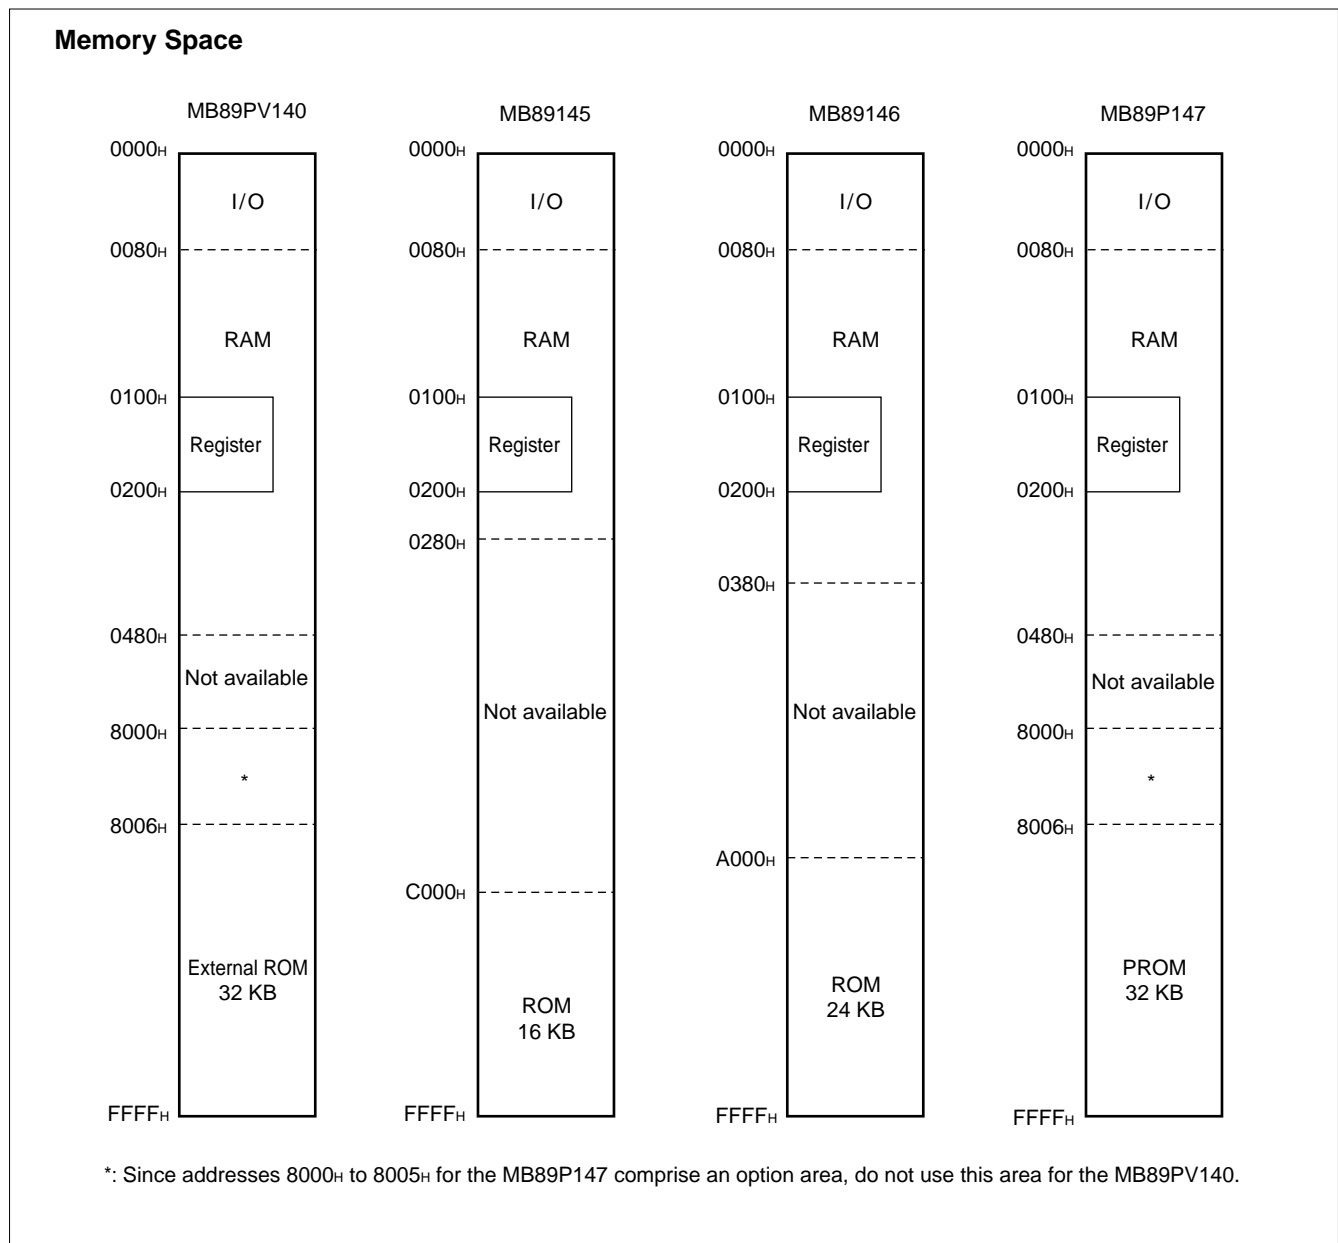 Memory Space
MB89PV140
0000H
I/O
0080H
RAM
0100H
Register
0200H
0480H
Not available
8000H
*
8006H
External ROM
32 KB
FFFFH
MB89145
0000H
I/O
0080H
RAM
0100H
Register
0200H
0280H
Not available
C000H
ROM
16 KB
FFFFH
MB89146
0000H
I/O
0080H
RAM
0100H
Register
0200H
0380H
Not available
A000H
ROM
24 KB
FFFFH
MB89P147
0000H
I/O
0080H
RAM
0100H
Register
0200H
0480H
Not available
8000H
*
8006H
PROM
32 KB
FFFFH
*: Since addresses 8000H to 8005H for the MB89P147 comprise an option area, do not use this area for the MB89PV140.